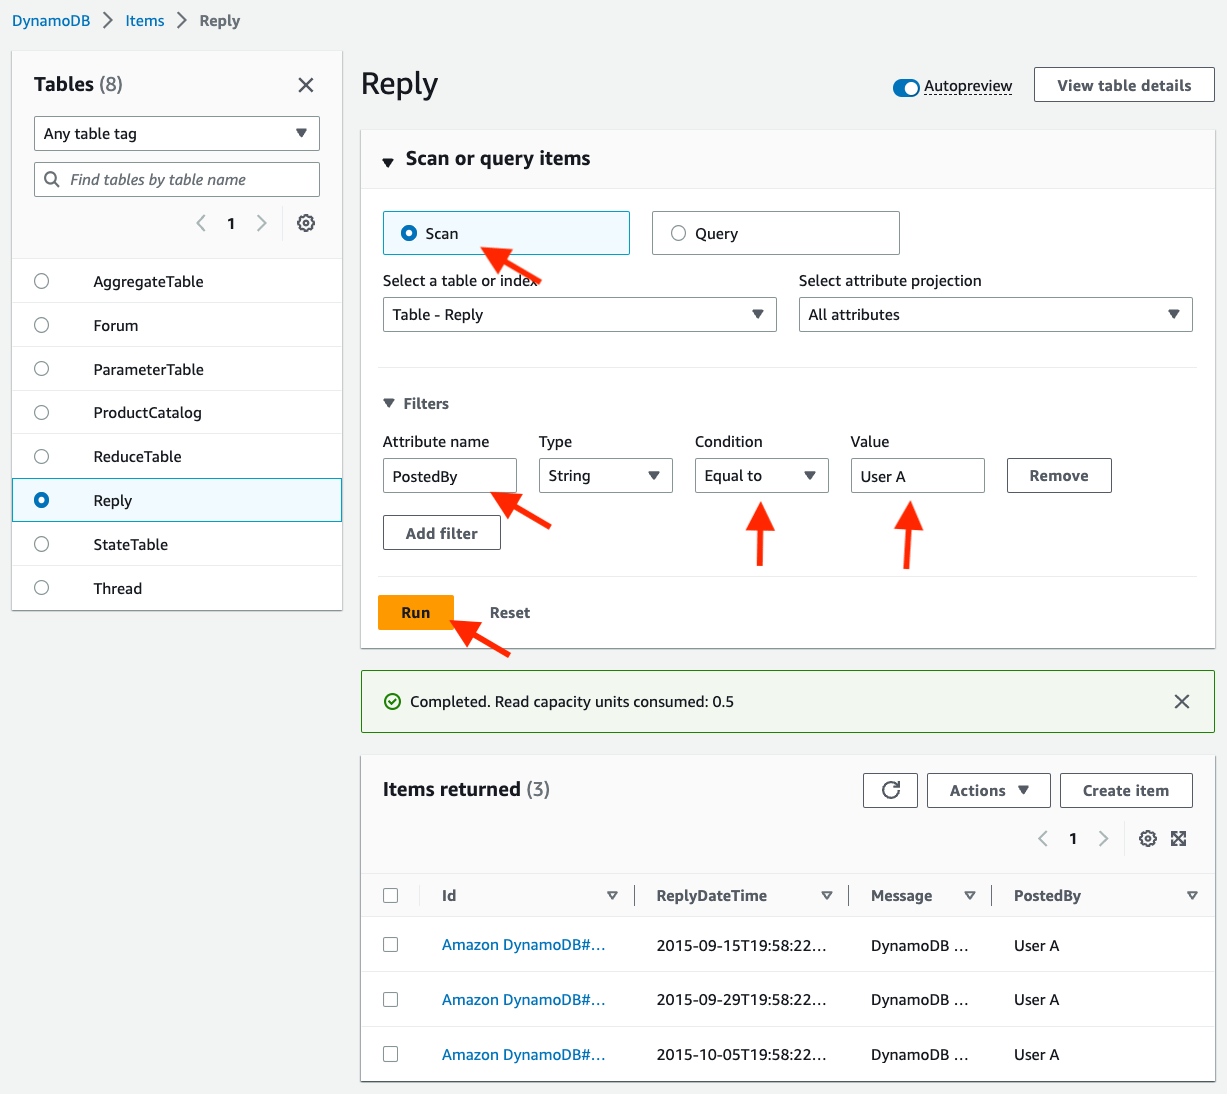 DynamoDB > Items > Reply
Tables (8)
Any table tag
Find tables by table name
1
AggregateTable
Forum
ParameterTable
ProductCatalog
ReduceTable
Reply
StateTable
Thread
Reply
Autopreview
View table details
Scan or query items
Scan
Query
Select a table or index
Select attribute projection
Table - Reply
All attributes
Filters
Attribute name Type Condition Value
PostedBy String Equal to User A Remove
Add filter
Run Reset
Completed. Read capacity units consumed: 0.5
Items returned (3)
Actions
Create item
1
Id ReplyDateTime Message PostedBy
Amazon DynamoDB#... 2015-09-15T19:58:22... DynamoDB ... User A
Amazon DynamoDB#... 2015-09-29T19:58:22... DynamoDB ... User A
Amazon DynamoDB#... 2015-10-05T19:58:22... DynamoDB ... User A